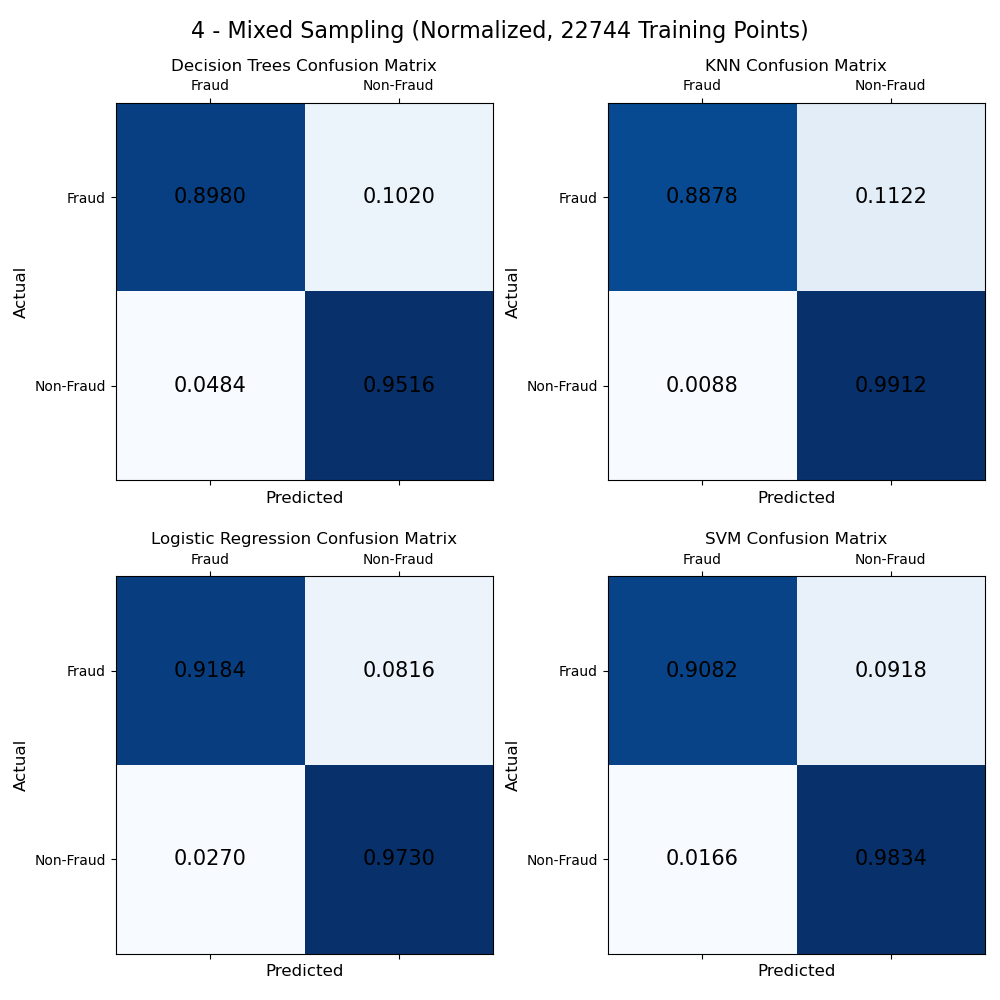 4 - Mixed Sampling (Normalized, 22744 Training Points)
Decision Trees Confusion Matrix
Fraud Non-Fraud
Fraud 0.8980 0.1020
Actual
Non-Fraud 0.0484 0.9516
Predicted
KNN Confusion Matrix
Fraud Non-Fraud
Fraud 0.8878 0.1122
Actual
Non-Fraud 0.0088 0.9912
Predicted
Logistic Regression Confusion Matrix
Fraud Non-Fraud
Fraud 0.9184 0.0816
Actual
Non-Fraud 0.0270 0.9730
Predicted
SVM Confusion Matrix
Fraud Non-Fraud
Fraud 0.9082 0.0918
Actual
Non-Fraud 0.0166 0.9834
Predicted